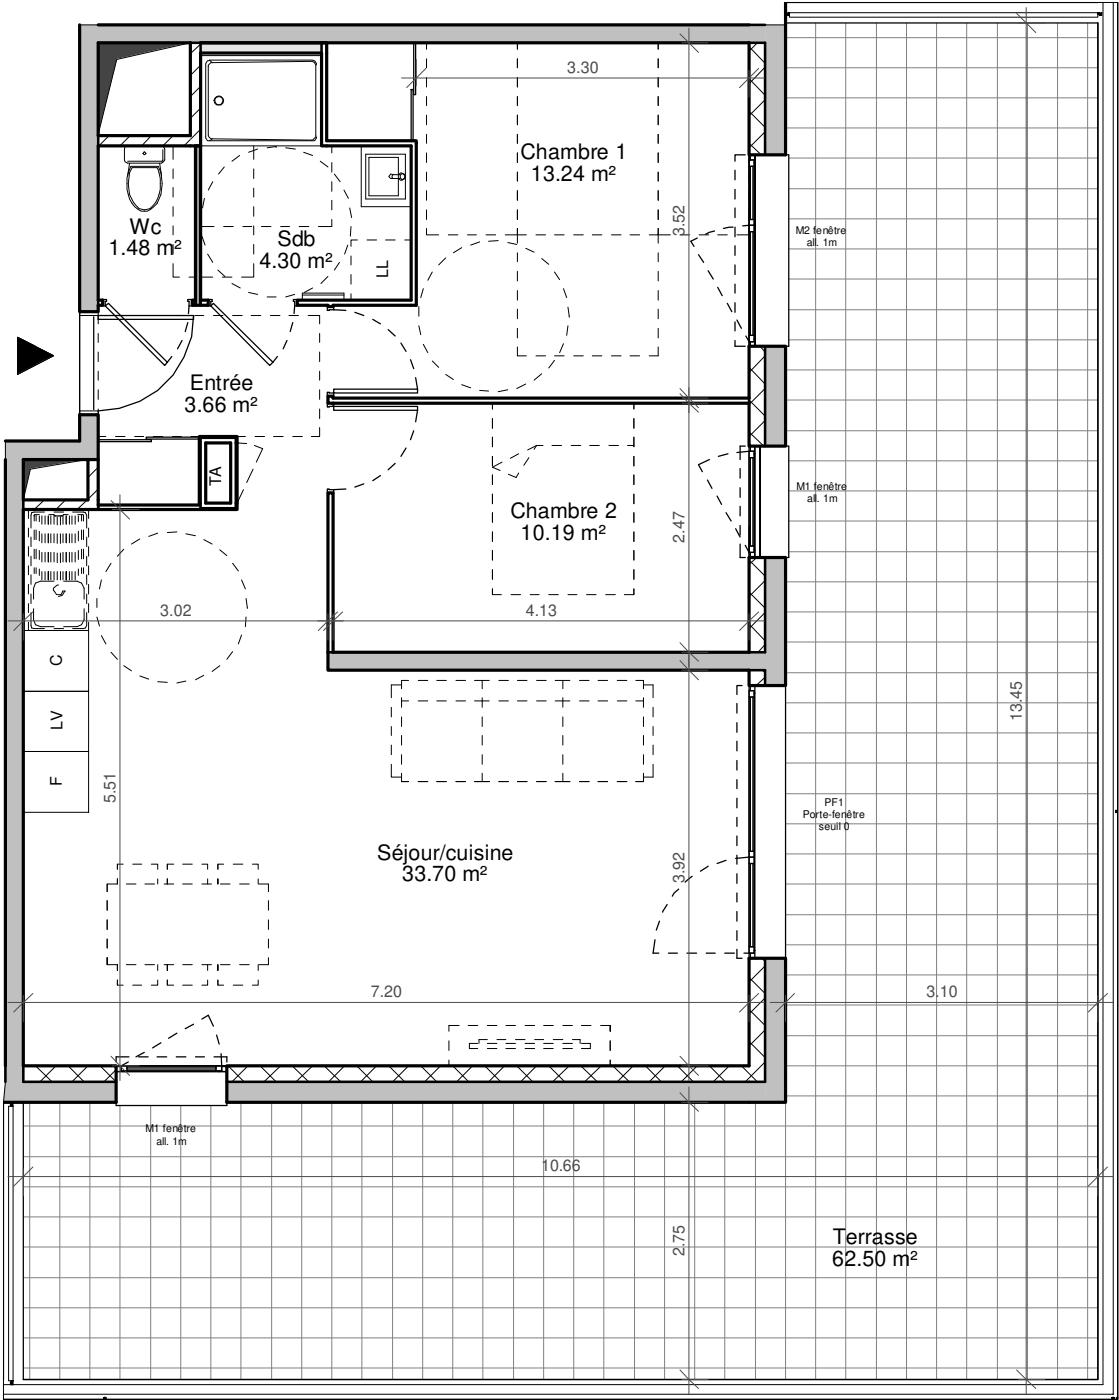 3.30
Chambre 1
13.24 m²
3.52
M2 fenêtre
all. 1m
Wc
1.48 m²
Sdb
4.30 m²
LL
Entrée
3.66 m²
TA
Chambre 2
10.19 m²
2.47
M1 fenêtre
all. 1m
3.02
4.13
C
LV
F
5.51
13.45
PF1
Porte-fenêtre
seuil 0
Séjour/cuisine
33.70 m²
3.92
7.20
3.10
M1 fenêtre
all. 1m
10.66
2.75
Terrasse
62.50 m²